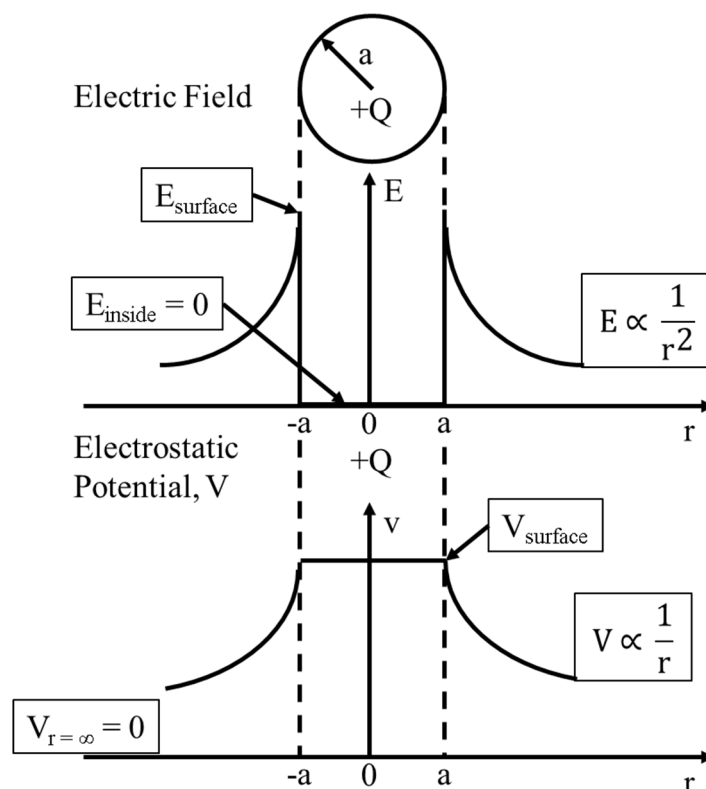 a
+Q
Electric Field
E
E_surface
E_inside = 0
E ∝ 1/r²
-a 0 a r
Electrostatic
Potential, V
+Q
v
V_surface
V ∝ 1/r
V_r = ∞ = 0
-a 0 a r